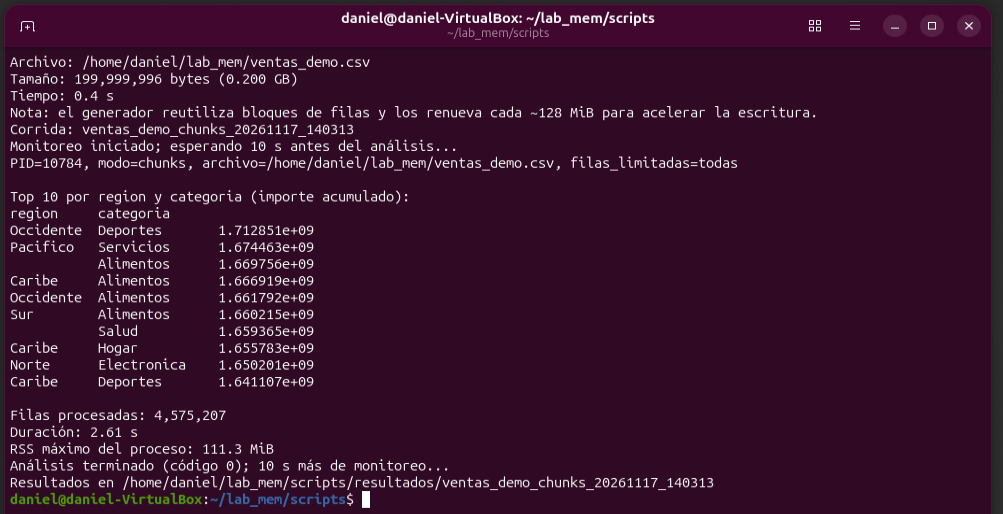 daniel@daniel-VirtualBox: ~/lab_mem/scripts
~/lab_mem/scripts
Archivo: /home/daniel/lab_mem/ventas_demo.csv
Tamaño: 199,999,996 bytes (0.200 GB)
Tiempo: 0.4 s
Nota: el generador reutiliza bloques de filas y los renueva cada ~128 MiB para acelerar la escritura.
Corrida: ventas_demo_chunks_20261117_140313
Monitoreo iniciado; esperando 10 s antes del análisis...
PID=10784, modo=chunks, archivo=/home/daniel/lab_mem/ventas_demo.csv, filas_limitadas=todas
Top 10 por region y categoria (importe acumulado):
region     categoria
Occidente  Deportes       1.712851e+09
Pacifico   Servicios      1.674463e+09
           Alimentos      1.669756e+09
Caribe     Alimentos      1.666919e+09
Occidente  Alimentos      1.661792e+09
Sur        Alimentos      1.660215e+09
           Salud          1.659365e+09
Caribe     Hogar          1.655783e+09
Norte      Electronica    1.650201e+09
Caribe     Deportes       1.641107e+09
Filas procesadas: 4,575,207
Duración: 2.61 s
RSS máximo del proceso: 111.3 MiB
Análisis terminado (código 0); 10 s más de monitoreo...
Resultados en /home/daniel/lab_mem/scripts/resultados/ventas_demo_chunks_20261117_140313
daniel@daniel-VirtualBox:~/lab_mem/scripts$